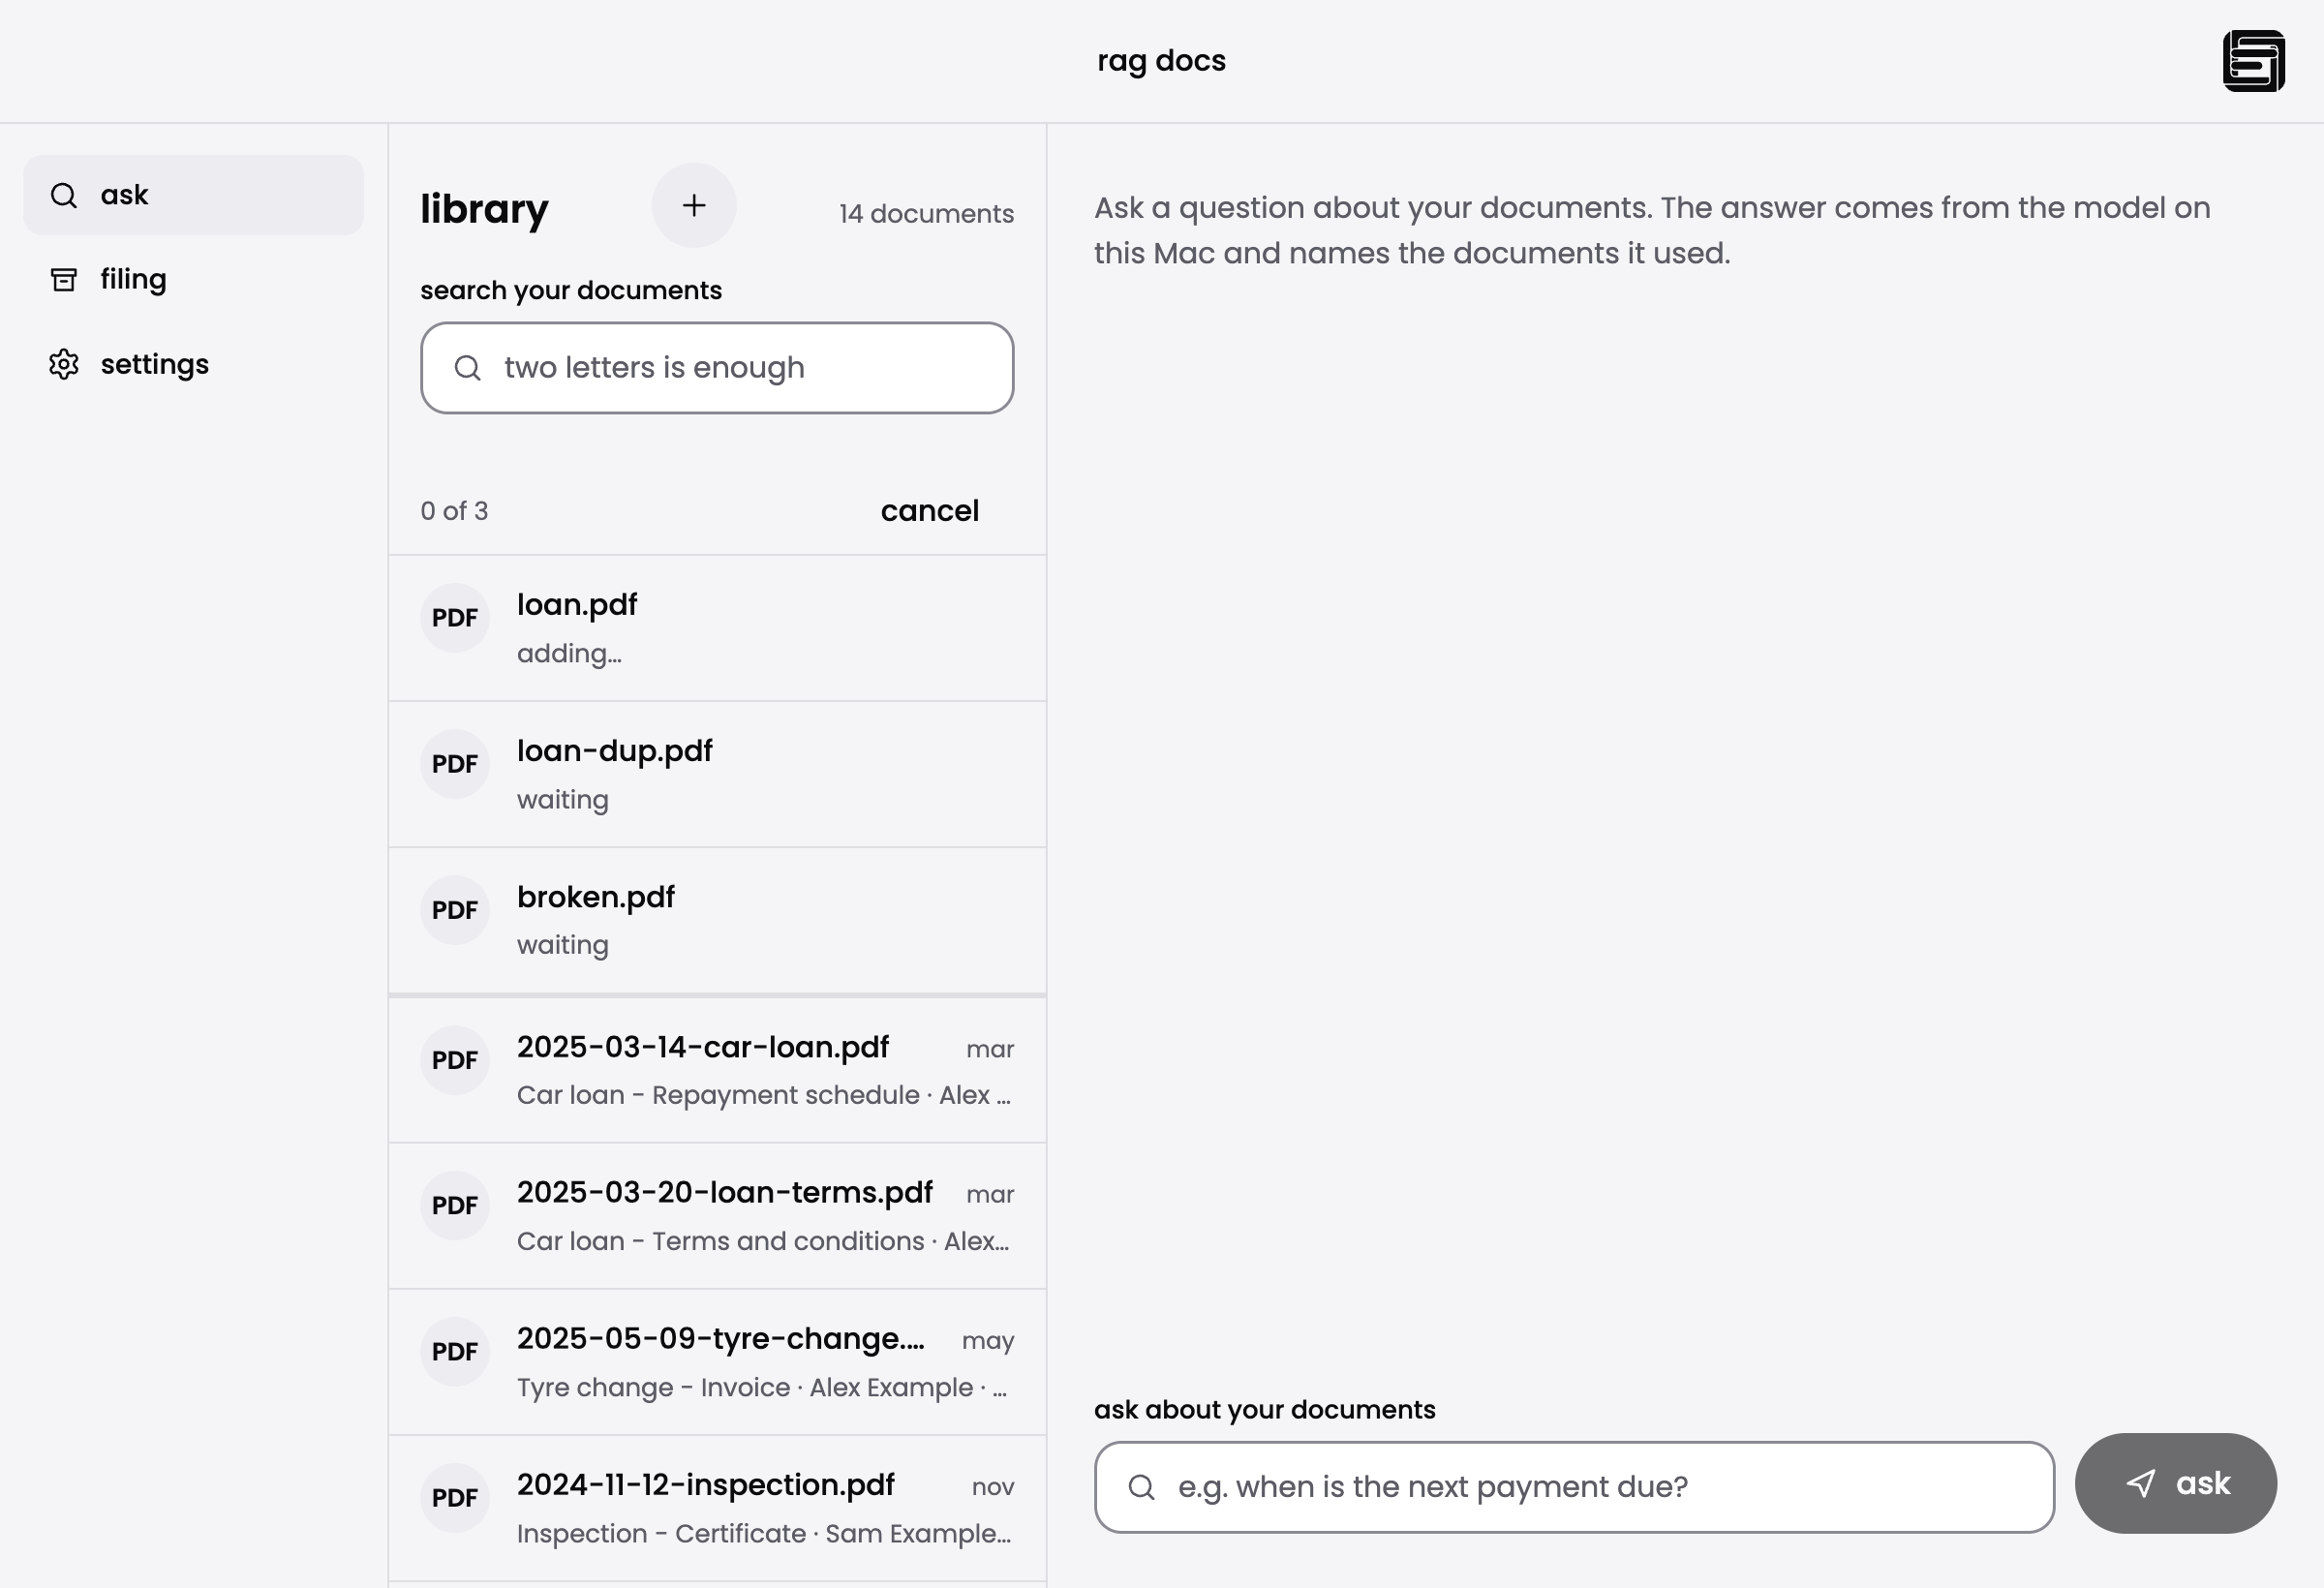 rag docs
ask
filing
settings
library
14 documents
search your documents
two letters is enough
0 of 3
cancel
PDF
loan.pdf
adding...
PDF
loan-dup.pdf
waiting
PDF
broken.pdf
waiting
PDF
2025-03-14-car-loan.pdf
mar
Car loan - Repayment schedule · Alex ...
PDF
2025-03-20-loan-terms.pdf
mar
Car loan - Terms and conditions · Alex...
PDF
2025-05-09-tyre-change....
may
Tyre change - Invoice · Alex Example · ...
PDF
2024-11-12-inspection.pdf
nov
Inspection - Certificate · Sam Example...
Ask a question about your documents. The answer comes from the model on
this Mac and names the documents it used.
ask about your documents
e.g. when is the next payment due?
ask